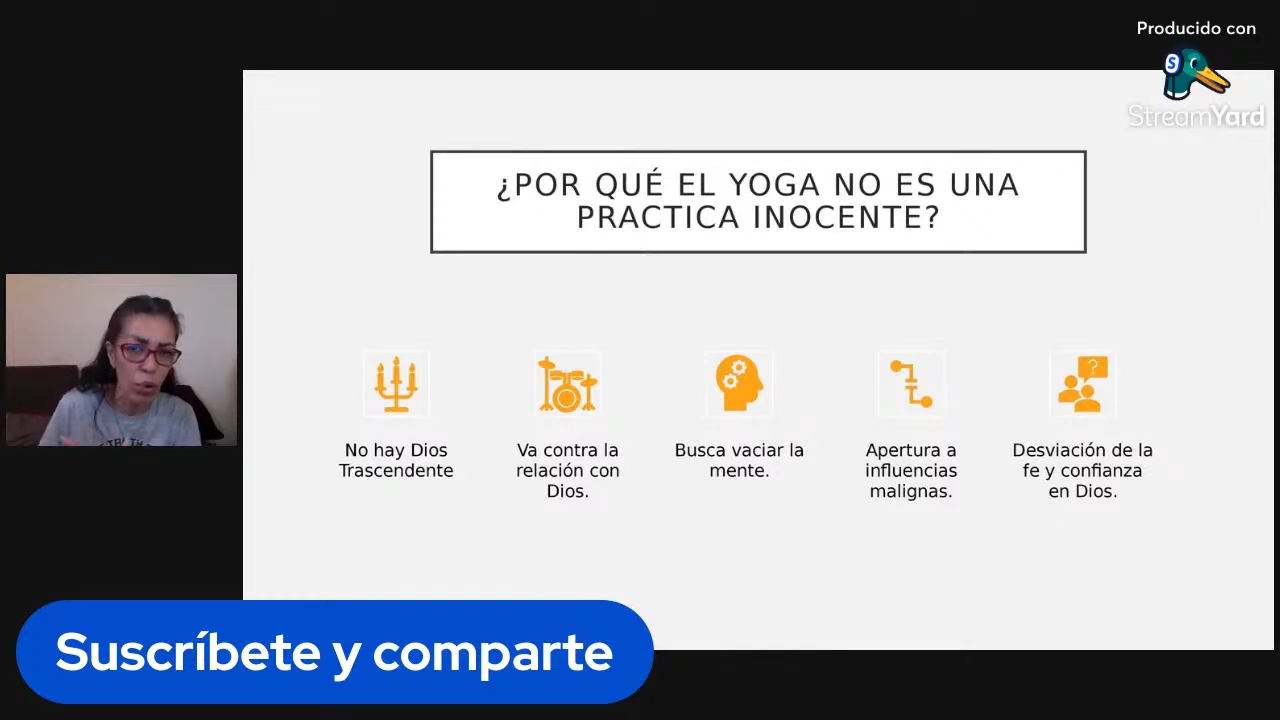 Producido con
StreamYard
¿POR QUÉ EL YOGA NO ES UNA
PRACTICA INOCENTE?
No hay Dios
Trascendente
Va contra la
relación con
Dios.
Busca vaciar la
mente.
Apertura a
influencias
malignas.
Desviación de la
fe y confianza
en Dios.
Suscríbete y comparte